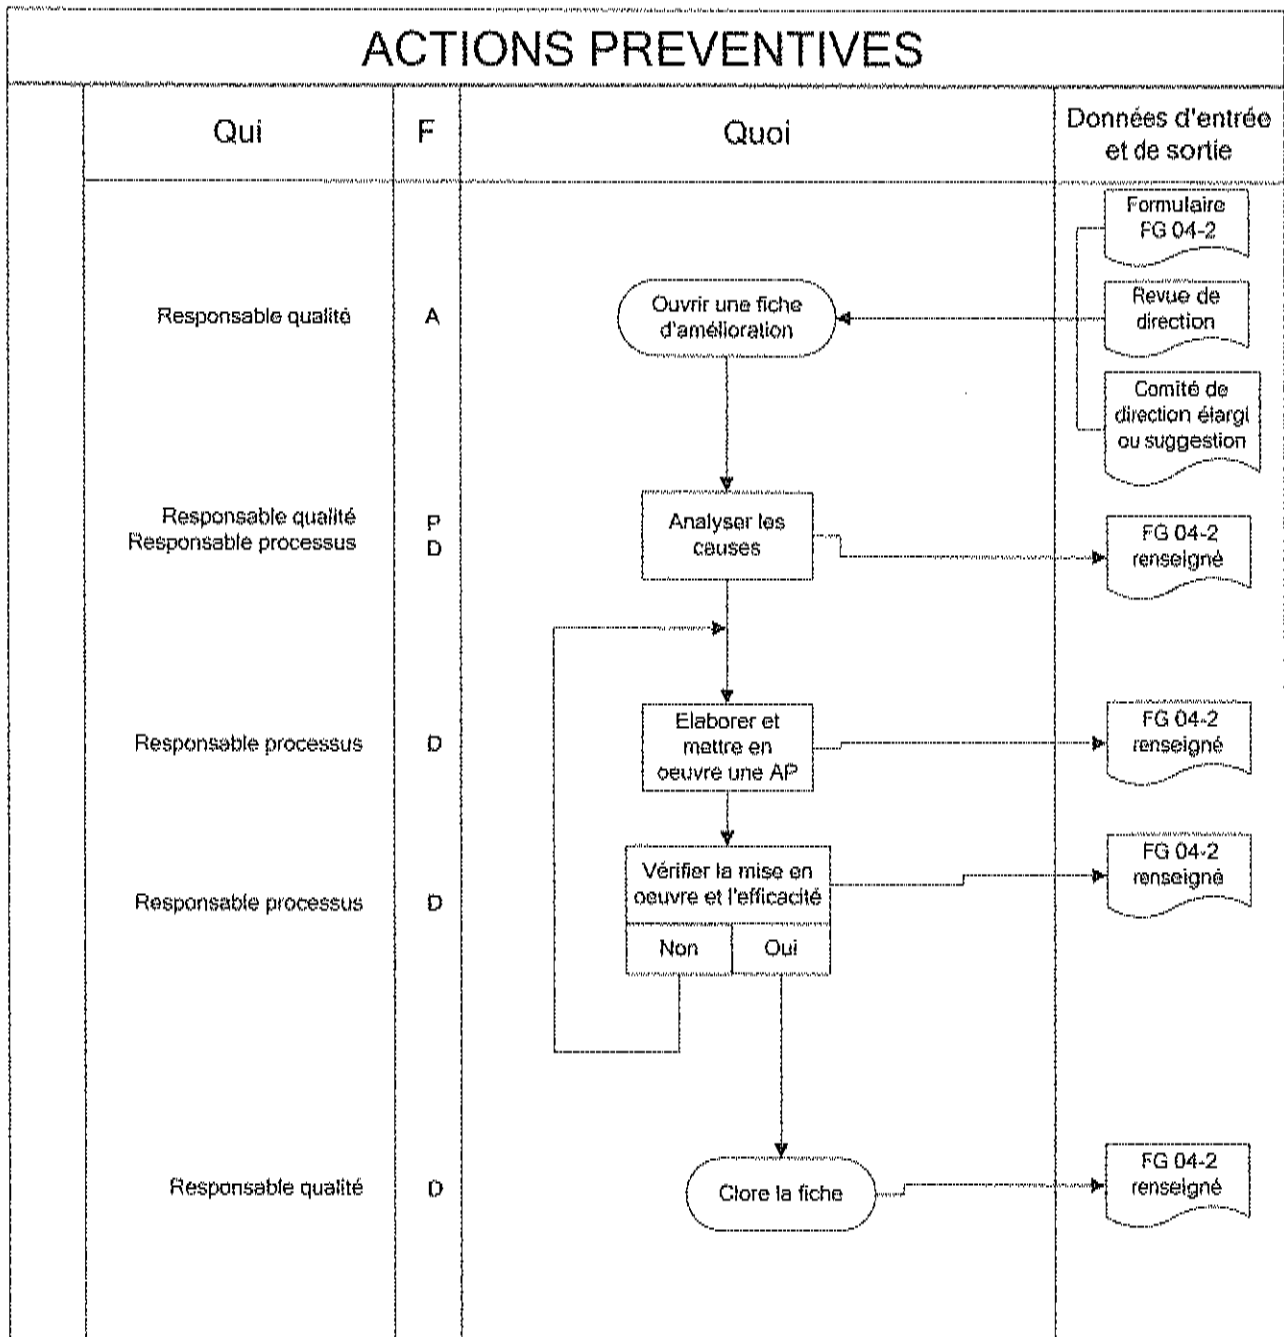 ACTIONS PREVENTIVES
Qui
F
Quoi
Données d'entrée
et de sortie
Formulaire
FG 04-2
Responsable qualité
A
Ouvrir une fiche
d'amélioration
Revue de
direction
Comité de
direction élargi
ou suggestion
Responsable qualité
P
Responsable processus
D
Analyser les
causes
FG 04-2
renseigné
Responsable processus
D
Elaborer et
mettre en
oeuvre une AP
FG 04-2
renseigné
Responsable processus
D
Vérifier la mise en
oeuvre et l'efficacité
Non
Oui
FG 04-2
renseigné
Responsable qualité
D
Clore la fiche
FG 04-2
renseigné